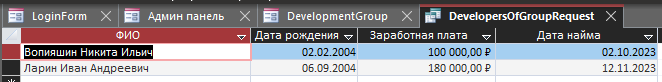 LoginForm Админ панель DevelopmentGroup DevelopersOfGroupRequest
ФИО Дата рождения Заработная плата Дата найма
Вопияшин Никита Ильич 02.02.2004 100 000,00 ₽ 02.10.2023
Ларин Иван Андреевич 06.09.2004 180 000,00 ₽ 12.11.2023